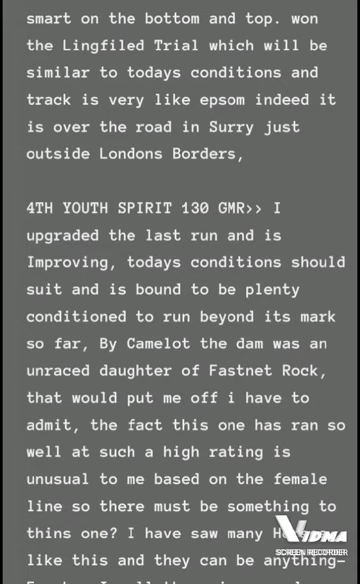 smart on the bottom and top. won
the Lingfiled Trial which will be
similar to todays conditions and
track is very like epsom indeed it
is over the road in Surry just
outside Londons Borders,
4TH YOUTH SPIRIT 130 GMR>> I
upgraded the last run and is
Improving, todays conditions should
suit and is bound to be plenty
conditioned to run beyond its mark
so far, By Camelot the dam was an
unraced daughter of Fastnet Rock,
that would put me off i have to
admit, the fact this one has ran so
well at such a high rating is
unusual to me based on the female
line so there must be something to
thins one? I have saw many
like this and they can be anything-
VIDMA
SCREEN RECORDER